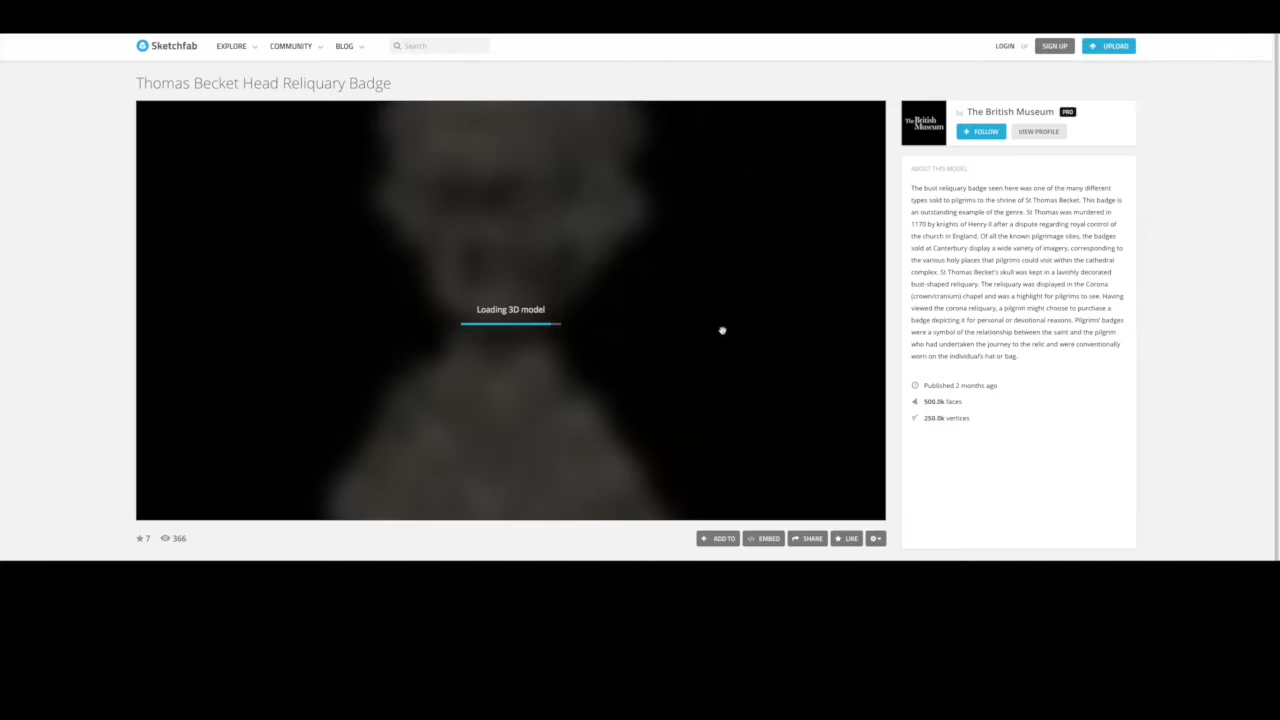 Sketchfab EXPLORE COMMUNITY BLOG Search LOGIN or SIGN UP UPLOAD
Thomas Becket Head Reliquary Badge
Loading 3D model
7 366
ADD TO EMBED SHARE LIKE
The British Museum
by The British Museum PRO
FOLLOW VIEW PROFILE
ABOUT THIS MODEL
The bust reliquary badge seen here was one of the many different
types sold to pilgrims to the shrine of St Thomas Becket. This badge is
an outstanding example of the genre. St Thomas was murdered in
1170 by knights of Henry II after a dispute regarding royal control of
the church in England. Of all the known pilgrimage sites, the badges
sold at Canterbury display a wide variety of imagery, corresponding to
the various holy places that pilgrims could visit within the cathedral
complex. St Thomas Becket's skull was kept in a lavishly decorated
bust-shaped reliquary. The reliquary was displayed in the Corona
(crown/cranium) chapel and was a highlight for pilgrims to see. Having
viewed the corona reliquary, a pilgrim might choose to purchase a
badge depicting it for personal or devotional reasons. Pilgrims' badges
were a symbol of the relationship between the saint and the pilgrim
who had undertaken the journey to the relic and were conventionally
worn on the individual's hat or bag.
Published 2 months ago
500.0k faces
250.0k vertices